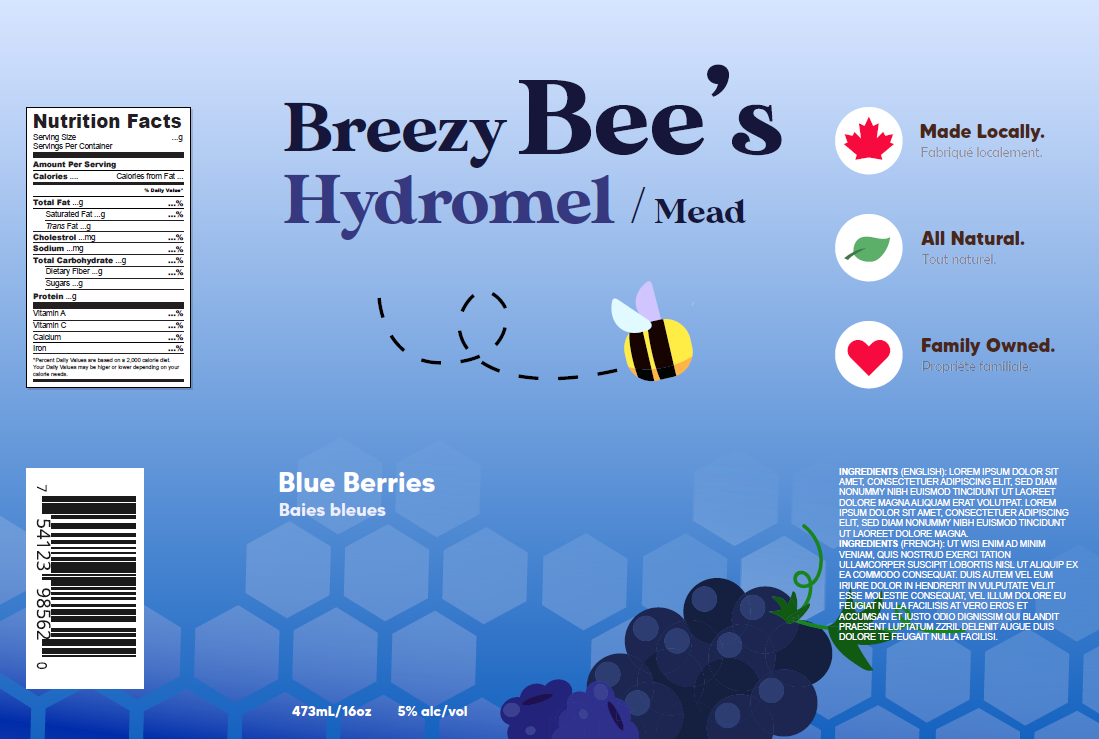 Nutrition Facts
Serving Size ...g
Servings Per Container
Amount Per Serving
Calories .... Calories from Fat ...
% Daily Value*
Total Fat ...g ...%
Saturated Fat ...g ...%
Trans Fat ...g
Cholestrol ...mg ...%
Sodium ...mg ...%
Total Carbohydrate ...g ...%
Dietary Fiber ...g ...%
Sugars ...g
Protein ...g
Vitamin A ...%
Vitamin C ...%
Calcium ...%
Iron ...%
*Percent Daily Values are based on a 2,000 calorie diet.
Your Daily Values may be higer or lower depending on your
calorie needs.
7 54123 98562 0
Breezy Bee's
Hydromel / Mead
Blue Berries
Baies bleues
473mL/16oz 5% alc/vol
Made Locally.
Fabriqué localement.
All Natural.
Tout naturel.
Family Owned.
Propriete familiale.
INGREDIENTS (ENGLISH): LOREM IPSUM DOLOR SIT
AMET, CONSECTETUER ADIPISCING ELIT, SED DIAM
NONUMMY NIBH EUISMOD TINCIDUNT UT LAOREET
DOLORE MAGNA ALIQUAM ERAT VOLUTPAT. LOREM
IPSUM DOLOR SIT AMET, CONSECTETUER ADIPISCING
ELIT, SED DIAM NONUMMY NIBH EUISMOD TINCIDUNT
UT LAOREET DOLORE MAGNA.
INGREDIENTS (FRENCH): UT WISI ENIM AD MINIM
VENIAM, QUIS NOSTRUD EXERCI TATION
ULLAMCORPER SUSCIPIT LOBORTIS NISL UT ALIQUIP EX
EA COMMODO CONSEQUAT. DUIS AUTEM VEL EUM
IRIURE DOLOR IN HENDRERIT IN VULPUTATE VELIT
ESSE MOLESTIE CONSEQUAT, VEL ILLUM DOLORE EU
FEUGIAT NULLA FACILISIS AT VERO EROS ET
ACCUMSAN ET IUSTO ODIO DIGNISSIM QUI BLANDIT
PRAESENT LUPTATUM ZZRIL DELENIT AUGUE DUIS
DOLORE TE FEUGAIT NULLA FACILISI.